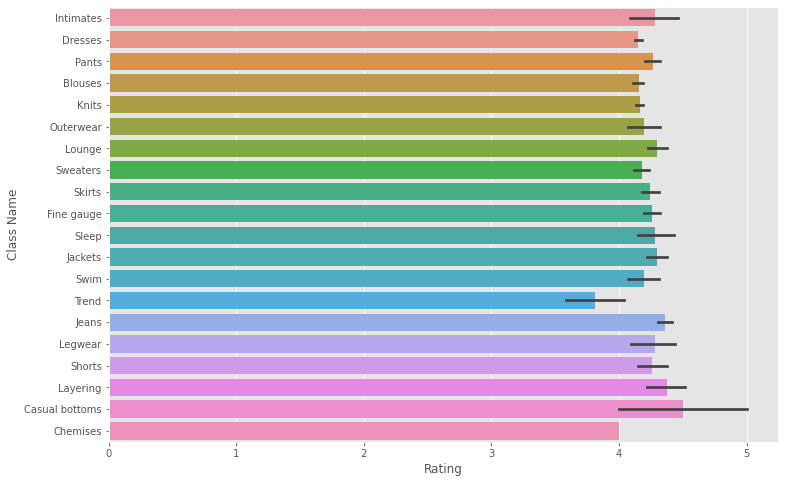 Class Name
Intimates
Dresses
Pants
Blouses
Knits
Outerwear
Lounge
Sweaters
Skirts
Fine gauge
Sleep
Jackets
Swim
Trend
Jeans
Legwear
Shorts
Layering
Casual bottoms
Chemises
0 1 2 3 4 5
Rating